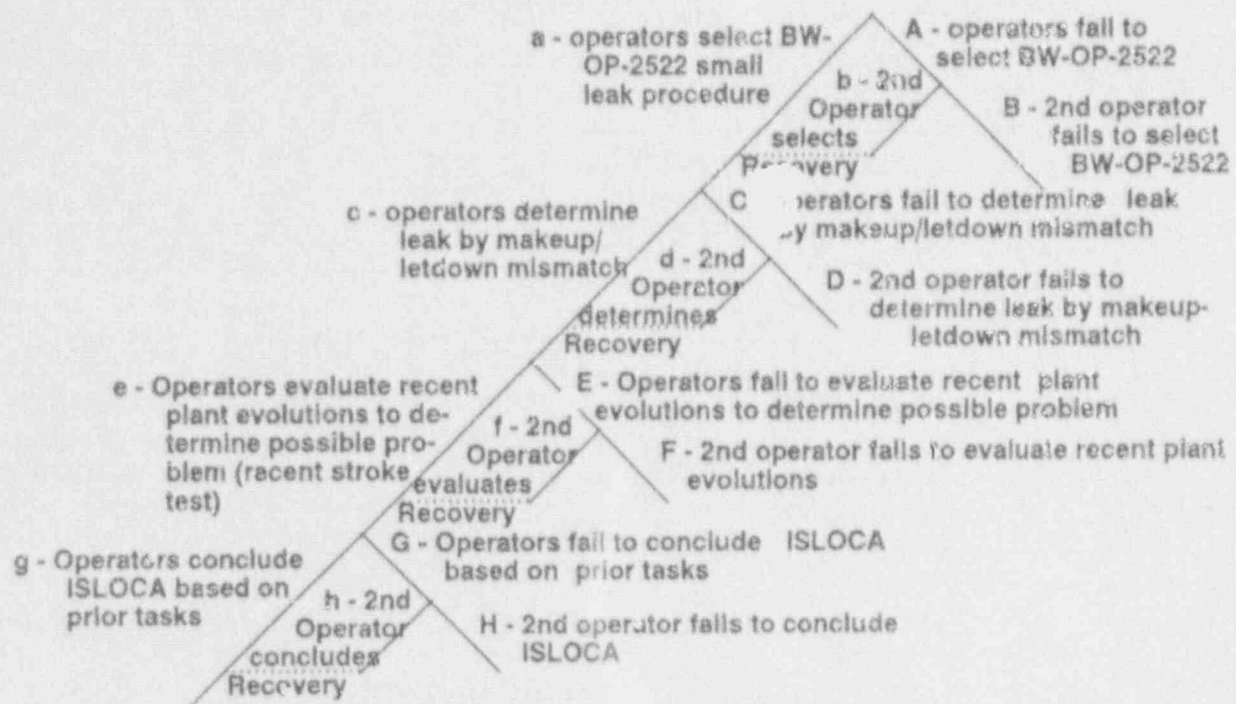 a - operators select BW-
OP-2522 small
leak procedure
A - operators fail to
select BW-OP-2522
b - 2nd
Operator
selects
Recovery
B - 2nd operator
fails to select
BW-OP-2522
c - operators determine
leak by makeup/
letdown mismatch
C erators fail to determine leak
y makeup/letdown mismatch
d - 2nd
Operator
determines
Recovery
D - 2nd operator fails to
determine leak by makeup-
letdown mismatch
e - Operators evaluate recent
plant evolutions to de-
termine possible pro-
blem (recent stroke
test)
E - Operators fail to evaluate recent plant
evolutions to determine possible problem
f - 2nd
Operator
evaluates
Recovery
F - 2nd operator fails to evaluate recent plant
evolutions
g - Operators conclude
ISLOCA based on
prior tasks
G - Operators fail to conclude ISLOCA
based on prior tasks
h - 2nd
Operator
concludes
Recovery
H - 2nd operator fails to conclude
ISLOCA